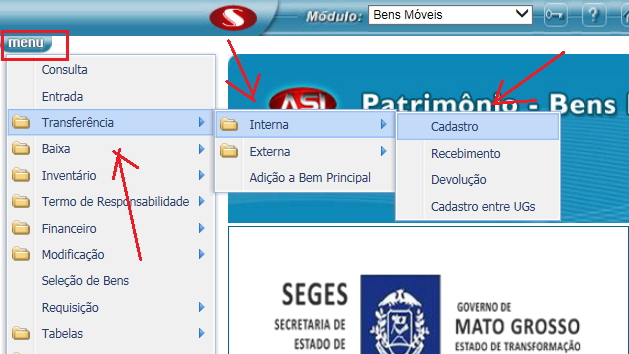 Módulo: Bens Móveis
menu
Consulta
Entrada
Transferência
Baixa
Inventário
Termo de Responsabilidade
Financeiro
Modificação
Seleção de Bens
Requisição
Tabelas
Interna
Externa
Adição a Bem Principal
Cadastro
Recebimento
Devolução
Cadastro entre UGs
ASI
Patrimônio - Bens
SEGES
SECRETARIA DE
ESTADO DE
GOVERNO DE
MATO GROSSO
ESTADO DE TRANSFORMAÇÃO